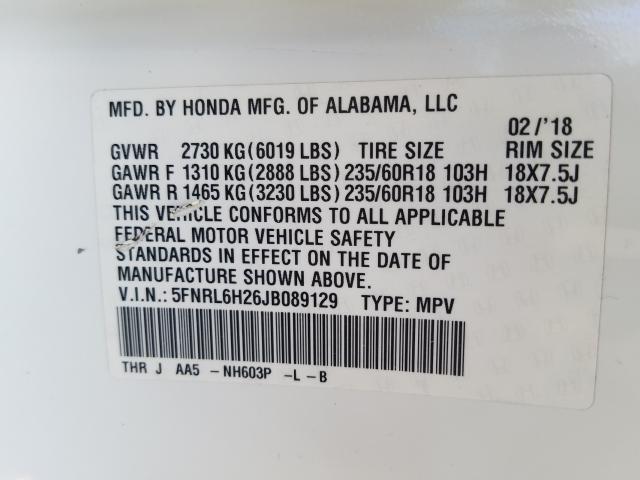 MFD. BY HONDA MFG. OF ALABAMA, LLC
02/'18
GVWR 2730 KG(6019 LBS) TIRE SIZE RIM SIZE
GAWR F 1310 KG(2888 LBS) 235/60R18 103H 18X7.5J
GAWR R 1465 KG(3230 LBS) 235/60R18 103H 18X7.5J
THIS VEHICLE CONFORMS TO ALL APPLICABLE
FEDERAL MOTOR VEHICLE SAFETY
STANDARDS IN EFFECT ON THE DATE OF
MANUFACTURE SHOWN ABOVE.
V.I.N.: 5FNRL6H26JB089129 TYPE: MPV
THR J AA5 -NH603P -L-B